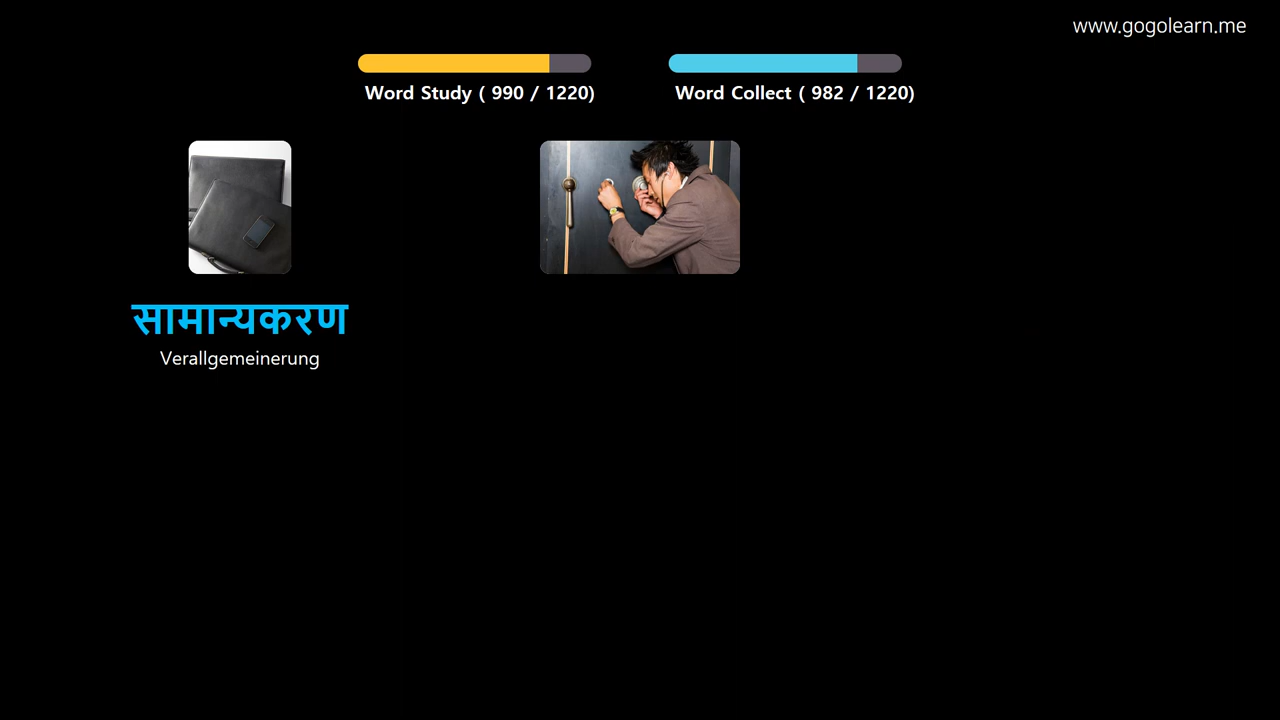 www.gogolearn.me
Word Study ( 990 / 1220)
Word Collect ( 982 / 1220)
सामान्यकरण
Verallgemeinerung